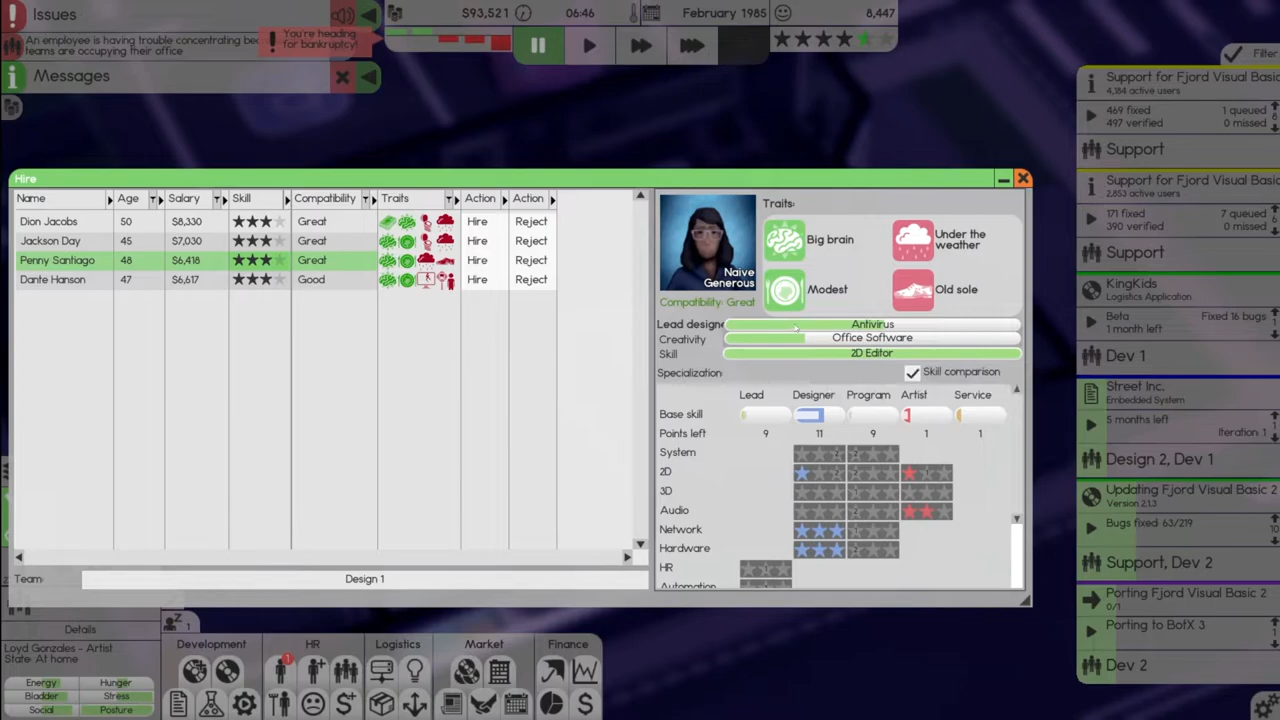 Issues
An employee is having trouble concentrating bec
teams are occupying their office
You're heading
for bankruptcy!
Messages
$93,521
06:46
February 1985
8,447
Filter
Support for Fjord Visual Basic
4,184 active users
469 fixed
1 queued
497 verified
0 missed
Support
Support for Fjord Visual Basic
2,853 active users
171 fixed
7 queued
390 verified
0 missed
Support
KingKids
Logistics Application
Beta
Fixed 16 bugs
1 month left
Dev 1
Street Inc.
Embedded System
5 months left
Iteration 1
Design 2, Dev 1
Updating Fjord Visual Basic 2
Version 2.1.3
Bugs fixed 63/219
Support, Dev 2
Porting Fjord Visual Basic 2
0/1
Porting to BotX 3
Dev 2
Hire
Name Age Salary Skill Compatibility Traits Action Action
Dion Jacobs 50 $8,330 Great Hire Reject
Jackson Day 45 $7,030 Great Hire Reject
Penny Santiago 48 $6,418 Great Hire Reject
Dante Hanson 47 $6,617 Good Hire Reject
Team: Design 1
Naive
Generous
Compatibility: Great
Traits:
Big brain
Under the
weather
Modest
Old sole
Lead designe Antivirus
Creativity Office Software
Skill 2D Editor
Specialization Skill comparison
Lead Designer Program Artist Service
Base skill
Points left 9 11 9 1 1
System
2D
3D
Audio
Network
Hardware
HR
Automation
Details
Loyd Gonzales - Artist
State: At home
Energy Hunger
Bladder Stress
Social Posture
Z 1
Development HR Logistics Market Finance
1